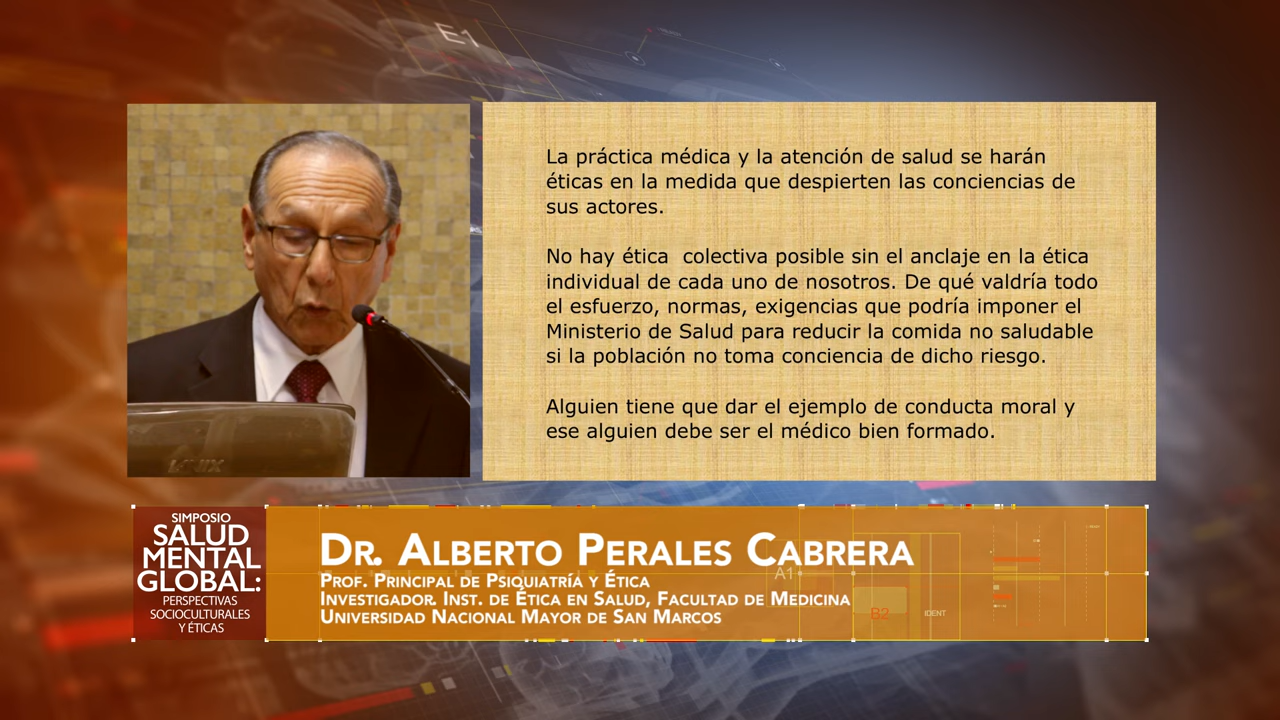 E1
La práctica médica y la atención de salud se harán
éticas en la medida que despierten las conciencias de
sus actores.
No hay ética  colectiva posible sin el anclaje en la ética
individual de cada uno de nosotros. De qué valdría todo
el esfuerzo, normas, exigencias que podría imponer el
Ministerio de Salud para reducir la comida no saludable
si la población no toma conciencia de dicho riesgo.
Alguien tiene que dar el ejemplo de conducta moral y
ese alguien debe ser el médico bien formado.
SIMPOSIO
SALUD
MENTAL
GLOBAL:
PERSPECTIVAS
SOCIOCULTURALES
Y ÉTICAS
DR. ALBERTO PERALES CABRERA
PROF. PRINCIPAL DE PSIQUIATRÍA Y ÉTICA
INVESTIGADOR. INST. DE ÉTICA EN SALUD, FACULTAD DE MEDICINA
UNIVERSIDAD NACIONAL MAYOR DE SAN MARCOS
A1
B2
IDENT